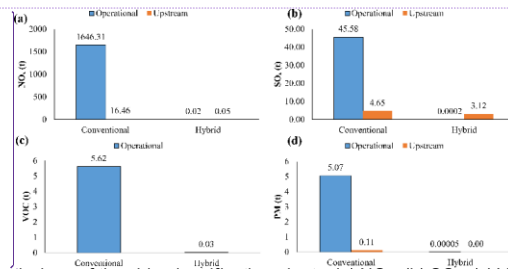 (a)
Operational Upstream
NOx (t)
2000
1500
1000
500
0
1646.31
16.46
0.02 0.05
Conventional Hybrid
(b)
Operational Upstream
SOx (t)
50.00
40.00
30.00
20.00
10.00
0.00
45.58
4.65
0.0002 3.12
Conventional Hybrid
(c)
Operational
VOC (t)
6
5
4
3
2
1
0
5.62
0.03
Conventional Hybrid
(d)
Operational Upstream
PM (t)
6
5
4
3
2
1
0
5.07
0.11
0.00005 0.00
Conventional Hybrid